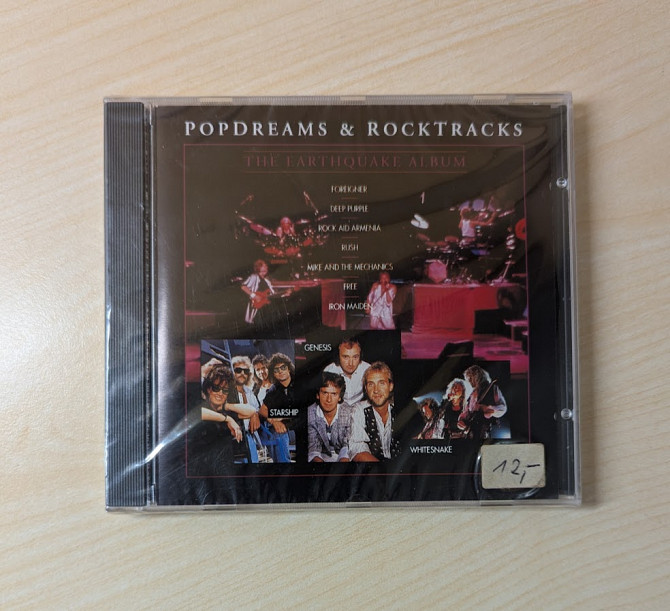 POPDREAMS & ROCKTRACKS
THE EARTHQUAKE ALBUM
FOREIGNER
DEEP PURPLE
ROCK AID ARMENIA
RUSH
MIKE AND THE MECHANICS
FREE
IRON MAIDEN
GENESIS
STARSHIP
WHITESNAKE
12,-